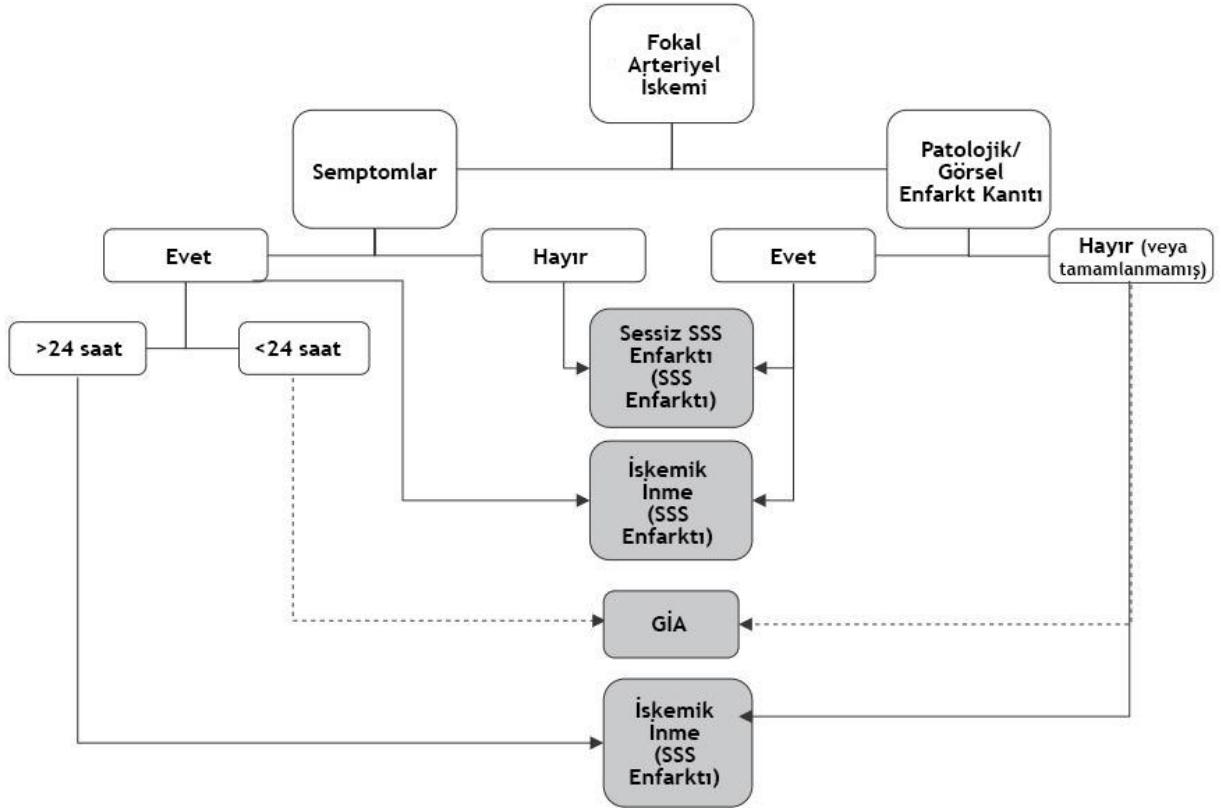 Fokal
Arteriyel
İskemi
Semptomlar
Patolojik/
Görsel
Enfarkt Kanıtı
Evet
Hayır
Evet
Hayır (veya
tamamlanmamış)
>24 saat
<24 saat
Sessiz SSS
Enfarktı
(SSS
Enfarktı)
İskemik
İnme
(SSS
Enfarktı)
GİA
İskemik
İnme
(SSS
Enfarktı)